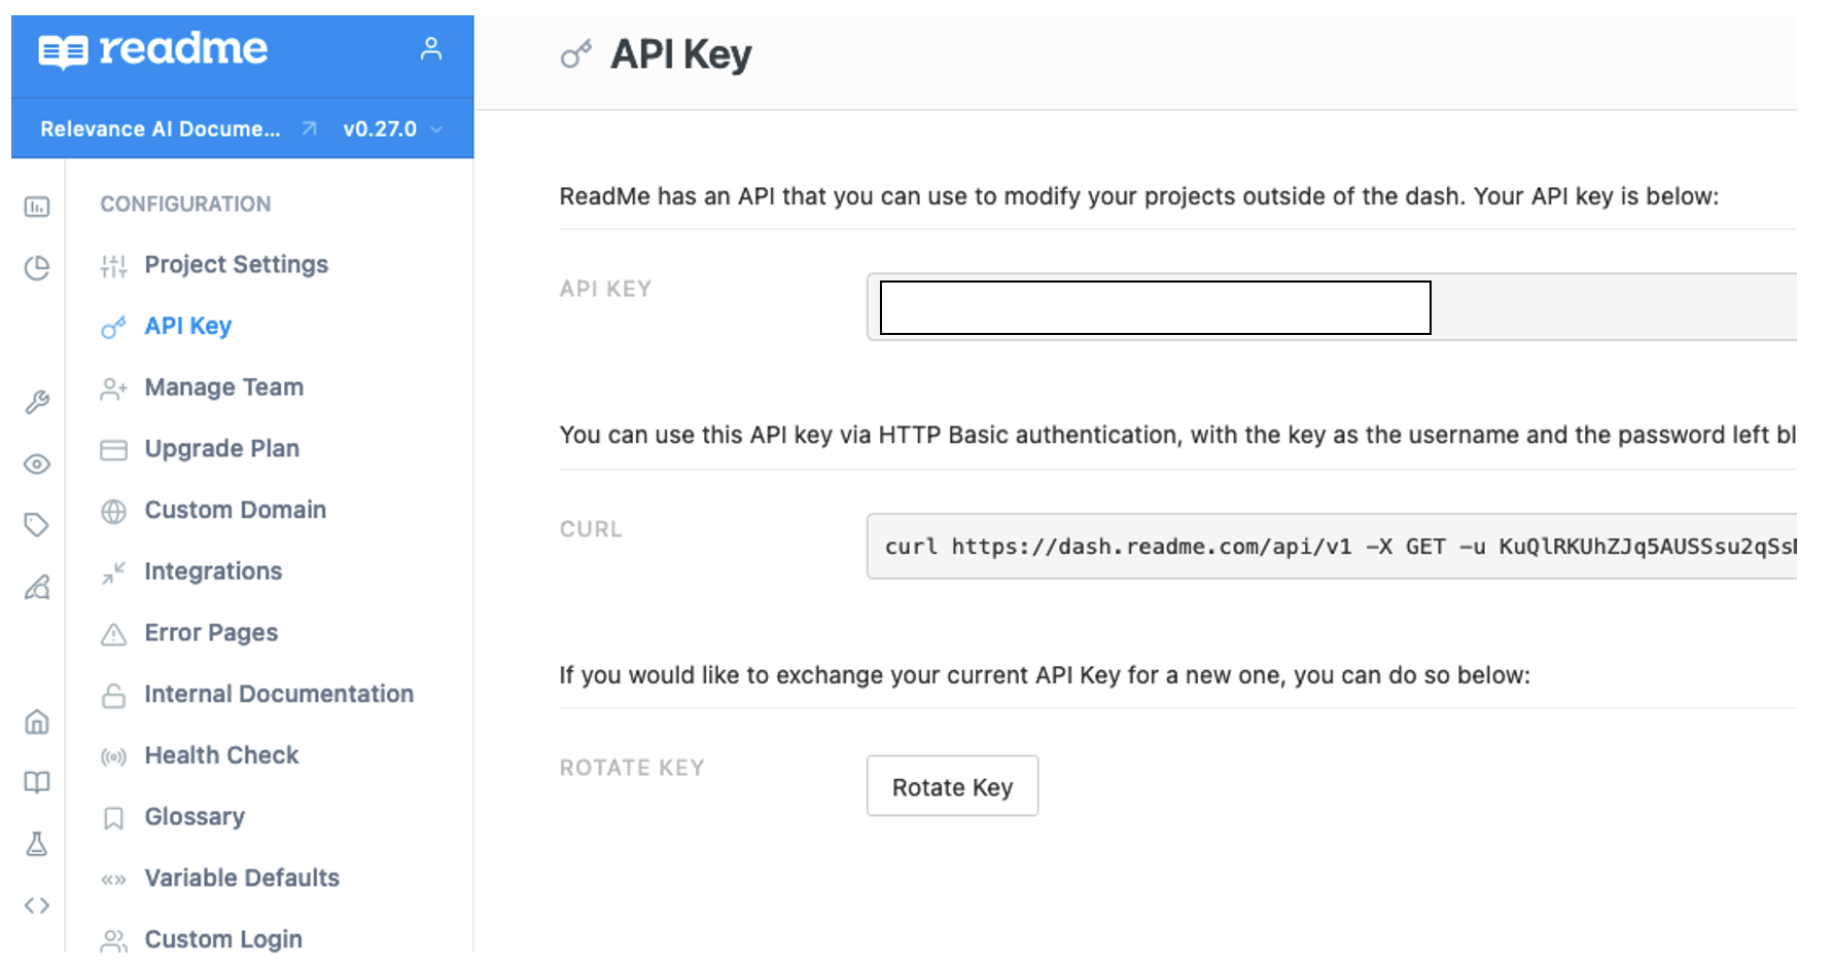 readme
Relevance AI Docume... v0.27.0
CONFIGURATION
Project Settings
API Key
Manage Team
Upgrade Plan
Custom Domain
Integrations
Error Pages
Internal Documentation
Health Check
Glossary
Variable Defaults
Custom Login
API Key
ReadMe has an API that you can use to modify your projects outside of the dash. Your API key is below:
API KEY
You can use this API key via HTTP Basic authentication, with the key as the username and the password left bl
CURL
curl https://dash.readme.com/api/v1 -X GET -u KuQlRKUhZJq5AUSSsu2qSs
If you would like to exchange your current API Key for a new one, you can do so below:
ROTATE KEY
Rotate Key